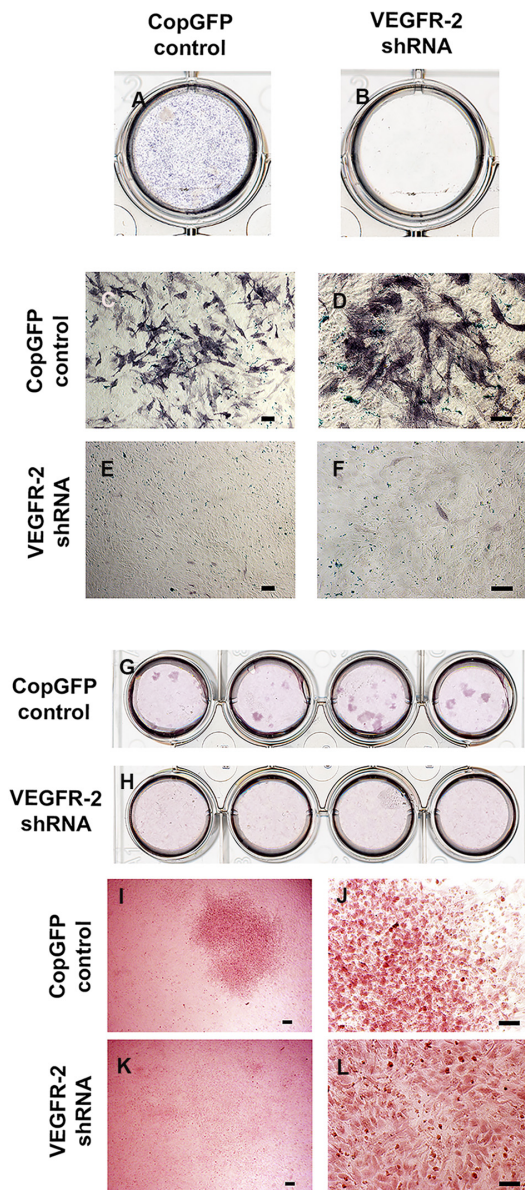 CopGFP
control
VEGFR-2
shRNA
A
B
CopGFP
control
C
D
VEGFR-2
shRNA
E
F
CopGFP
control
G
VEGFR-2
shRNA
H
CopGFP
control
I
J
VEGFR-2
shRNA
K
L